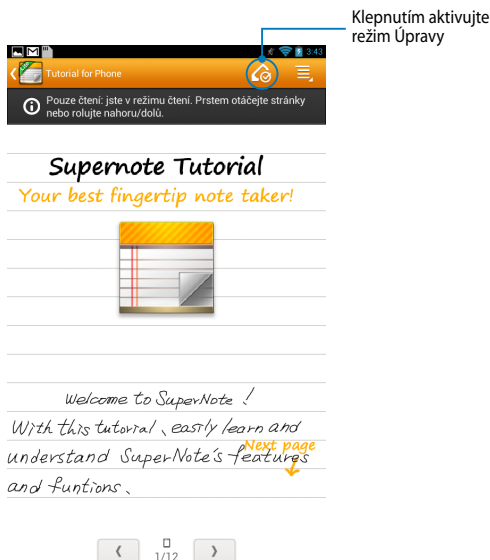 Klepnutím aktivujte
režim Úpravy
3:43
Tutorial for Phone
Pouze čtení: jste v režimu čtení. Prstem otáčejte stránky
nebo rolujte nahoru/dolů.
Supernote Tutorial
Your best fingertip note taker!
Welcome to SuperNote !
With this tutorial, easily learn and
Next page
understand SuperNote's features
and funtions.
1/12